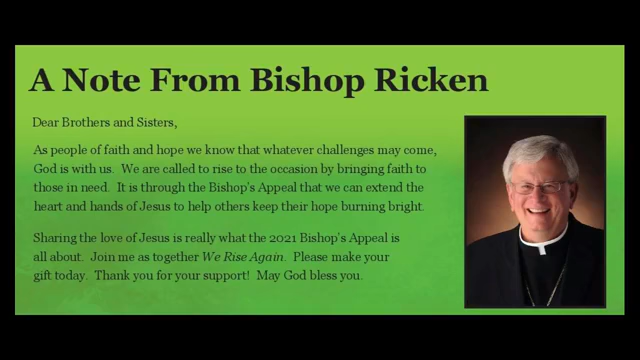 A Note From Bishop Ricken
Dear Brothers and Sisters,
As people of faith and hope we know that whatever challenges may come,
God is with us. We are called to rise to the occasion by bringing faith to
those in need. It is through the Bishop's Appeal that we can extend the
heart and hands of Jesus to help others keep their hope burning bright.
Sharing the love of Jesus is really what the 2021 Bishop's Appeal is
all about. Join me as together We Rise Again. Please make your
gift today. Thank you for your support! May God bless you.